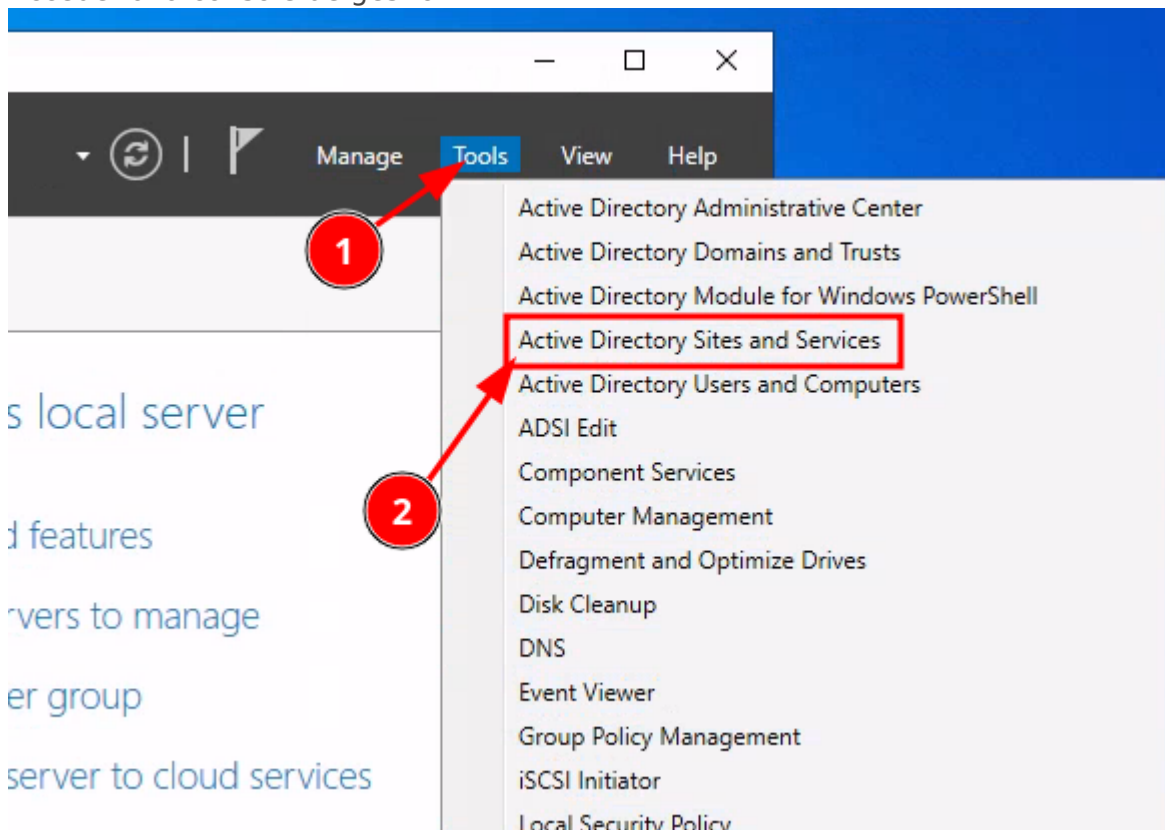 Manage Tools View Help
1
Active Directory Administrative Center
Active Directory Domains and Trusts
Active Directory Module for Windows PowerShell
Active Directory Sites and Services
Active Directory Users and Computers
s local server
ADSI Edit
Component Services
2
Computer Management
d features
Defragment and Optimize Drives
Disk Cleanup
rvers to manage
DNS
Event Viewer
er group
Group Policy Management
server to cloud services
iSCSI Initiator
Local Security Policy